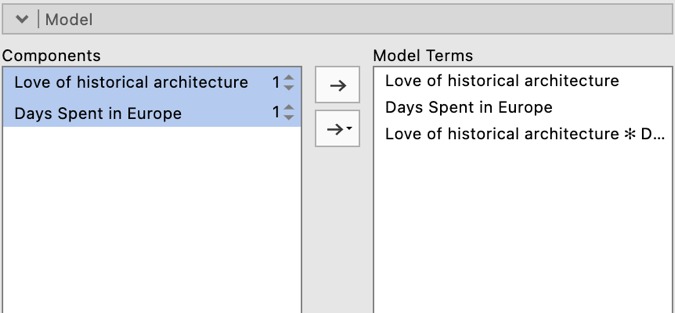 Model
Components
Model Terms
Love of historical architecture 1
Days Spent in Europe 1
Love of historical architecture
Days Spent in Europe
Love of historical architecture ✻ D...